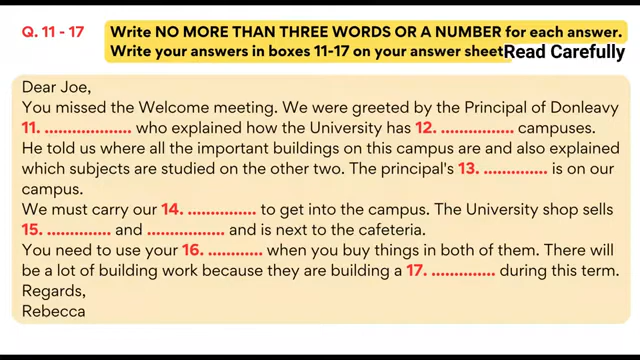 Q. 11 - 17
Write NO MORE THAN THREE WORDS OR A NUMBER for each answer.
Write your answers in boxes 11-17 on your answer sheet.
Read Carefully
Dear Joe,
You missed the Welcome meeting. We were greeted by the Principal of Donleavy
11. .................... who explained how the University has 12. ................. campuses.
He told us where all the important buildings on this campus are and also explained
which subjects are studied on the other two. The principal's 13. ............... is on our
campus.
We must carry our 14. ................ to get into the campus. The University shop sells
15. ............... and .................. and is next to the cafeteria.
You need to use your 16. ............. when you buy things in both of them. There will
be a lot of building work because they are building a 17. ............... during this term.
Regards,
Rebecca